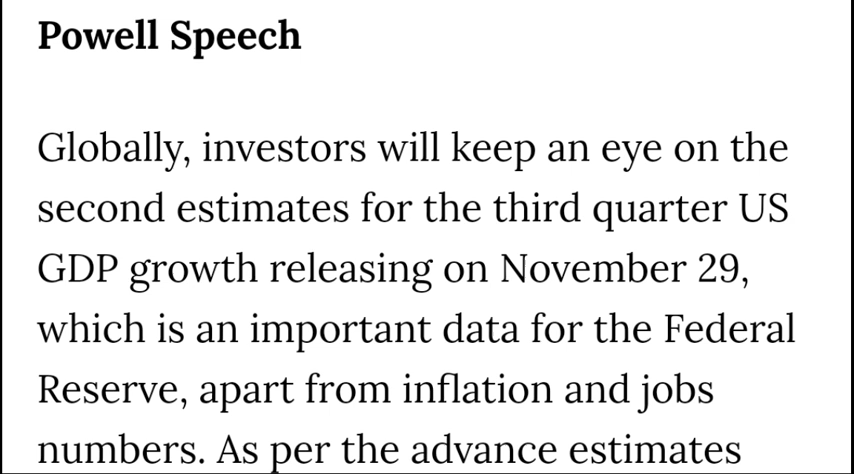 Powell Speech
Globally, investors will keep an eye on the
second estimates for the third quarter US
GDP growth releasing on November 29,
which is an important data for the Federal
Reserve, apart from inflation and jobs
numbers. As per the advance estimates